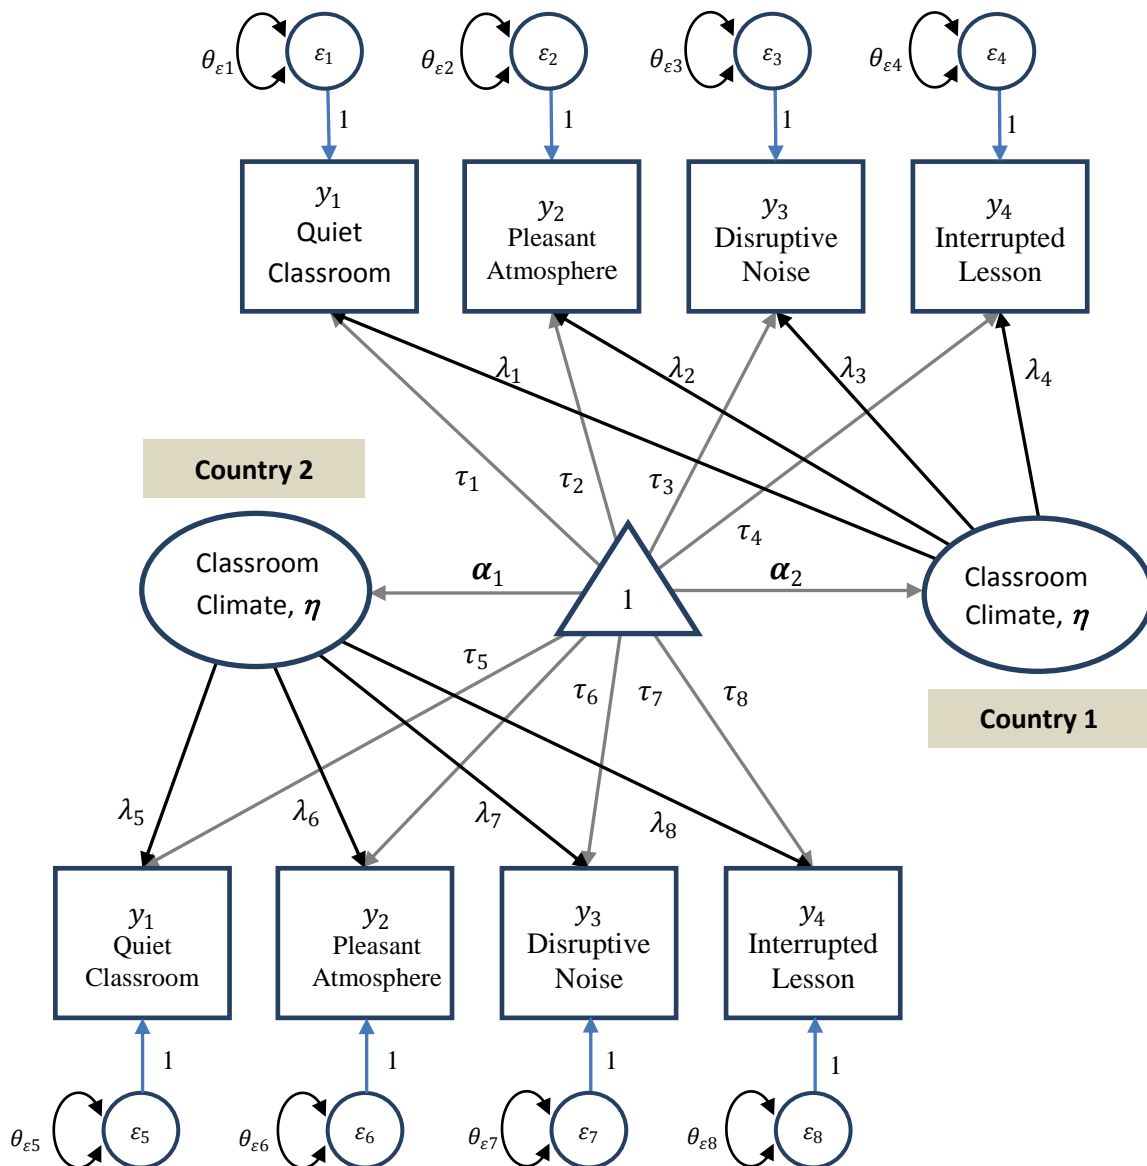 θε1
ε1
θε2
ε2
θε3
ε3
θε4
ε4
1
1
1
1
y1
Quiet
Classroom
y2
Pleasant
Atmosphere
y3
Disruptive
Noise
y4
Interrupted
Lesson
λ1
λ2
λ3
λ4
Country 2
τ1
τ2
τ3
τ4
Classroom
Climate, η
α1
1
α2
Classroom
Climate, η
τ5
τ6
τ7
τ8
Country 1
λ5
λ6
λ7
λ8
y1
Quiet
Classroom
y2
Pleasant
Atmosphere
y3
Disruptive
Noise
y4
Interrupted
Lesson
1
1
1
1
θε5
ε5
θε6
ε6
θε7
ε7
θε8
ε8